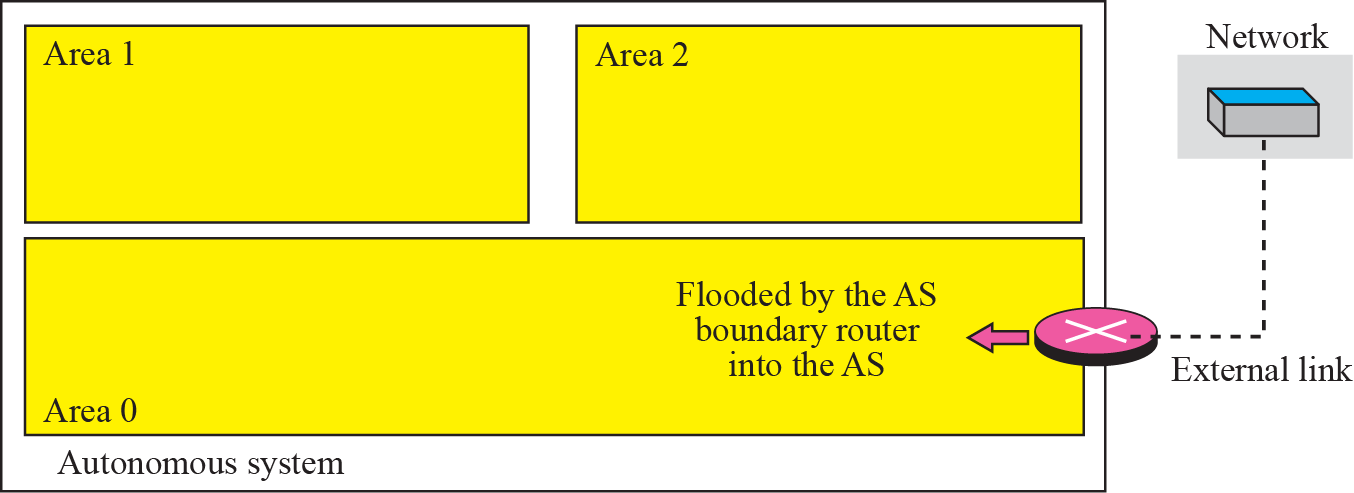 Area 1
Area 2
Network
Flooded by the AS
boundary router
into the AS
External link
Area 0
Autonomous system